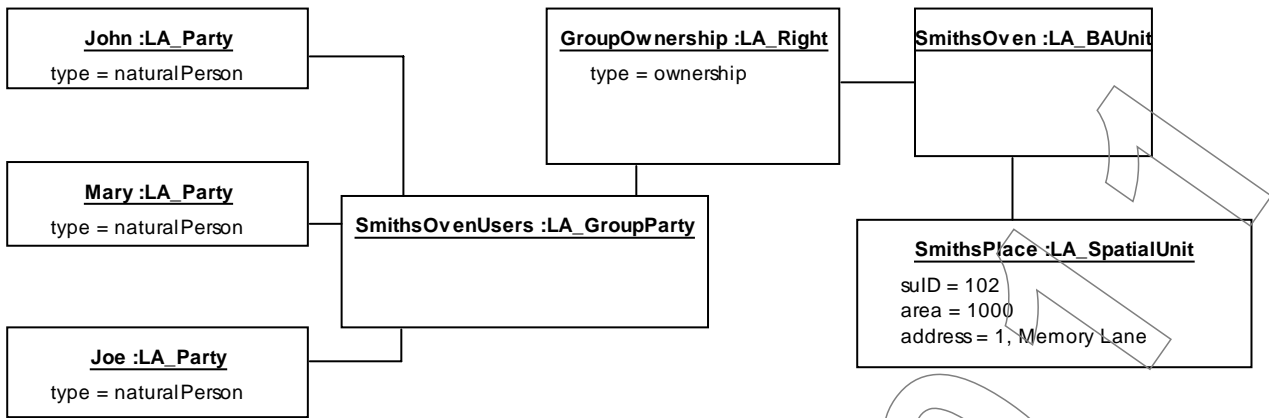 John :LA_Party
type = naturalPerson
GroupOwnership :LA_Right
type = ownership
SmithsOven :LA_BAUnit
Mary :LA_Party
type = naturalPerson
SmithsOvenUsers :LA_GroupParty
SmithsPlace :LA_SpatialUnit
suID = 102
area = 1000
address = 1, Memory Lane
Joe :LA_Party
type = naturalPerson